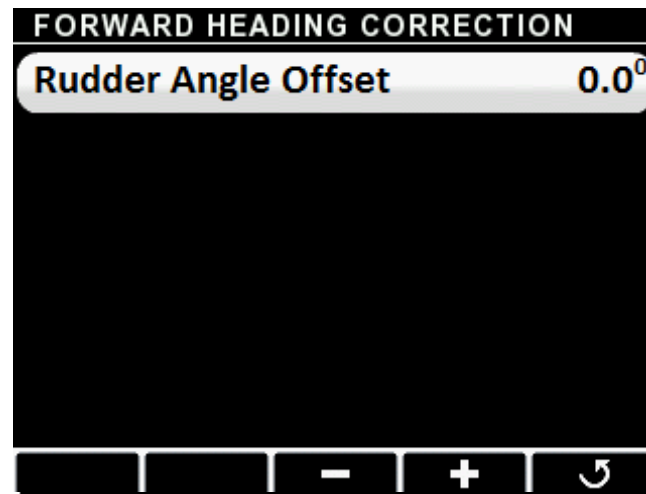 FORWARD HEADING CORRECTION
Rudder Angle Offset 0.0⁰
− +